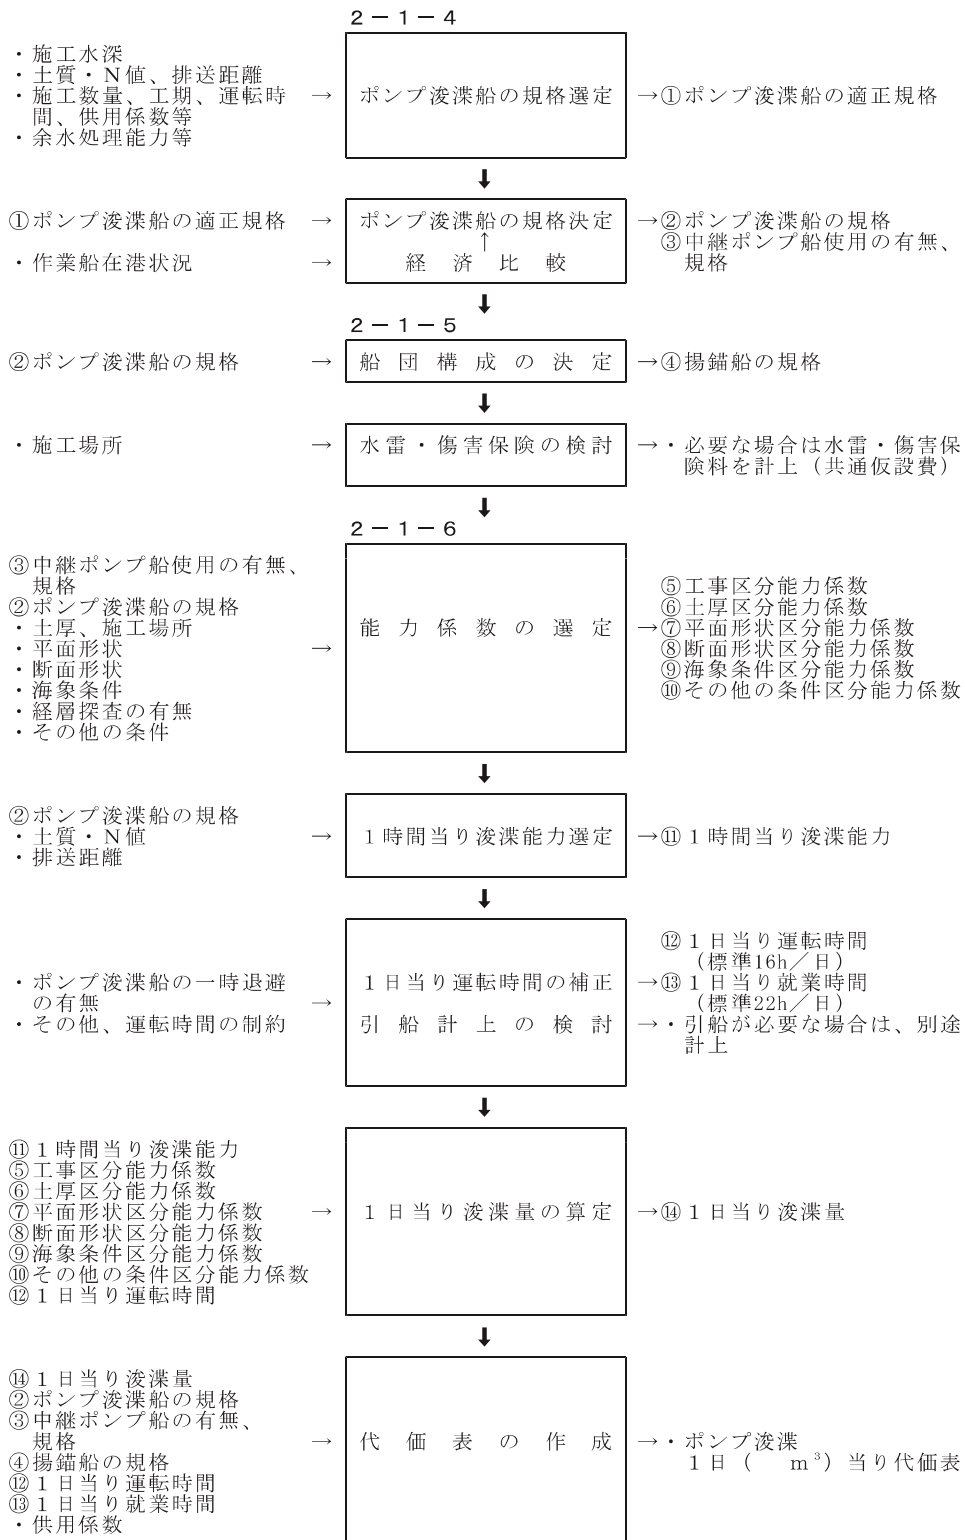 ２－１－４
・施工水深
・土質・Ｎ値、排送距離
・施工数量、工期、運転時
間、供用係数等
・余水処理能力等
→
ポンプ浚渫船の規格選定
→①ポンプ浚渫船の適正規格
⬇
①ポンプ浚渫船の適正規格　→
・作業船在港状況　→
ポンプ浚渫船の規格決定
↑
経済比較
→②ポンプ浚渫船の規格
③中継ポンプ船使用の有無、
規格
⬇
２－１－５
②ポンプ浚渫船の規格　→
船団構成の決定
→④揚錨船の規格
⬇
・施工場所　→
水雷・傷害保険の検討
→・必要な場合は水雷・傷害保
険料を計上（共通仮設費）
⬇
２－１－６
③中継ポンプ船使用の有無、
規格
②ポンプ浚渫船の規格
・土厚、施工場所
・平面形状
・断面形状
・海象条件
・経層探査の有無
・その他の条件
→
能力係数の選定
⑤工事区分能力係数
⑥土厚区分能力係数
→⑦平面形状区分能力係数
⑧断面形状区分能力係数
⑨海象条件区分能力係数
⑩その他の条件区分能力係数
⬇
②ポンプ浚渫船の規格
・土質・Ｎ値
・排送距離
→
１時間当り浚渫能力選定
→⑪１時間当り浚渫能力
⬇
・ポンプ浚渫船の一時退避
の有無
・その他、運転時間の制約
→
１日当り運転時間の補正
引船計上の検討
⑫１日当り運転時間
（標準16h／日）
→⑬１日当り就業時間
（標準22h／日）
→・引船が必要な場合は、別途
計上
⬇
⑪１時間当り浚渫能力
⑤工事区分能力係数
⑥土厚区分能力係数
⑦平面形状区分能力係数
⑧断面形状区分能力係数
⑨海象条件区分能力係数
⑩その他の条件区分能力係数
⑫１日当り運転時間
→
１日当り浚渫量の算定
→⑭１日当り浚渫量
⬇
⑭１日当り浚渫量
②ポンプ浚渫船の規格
③中継ポンプ船の有無、
規格
④揚錨船の規格
⑫１日当り運転時間
⑬１日当り就業時間
・供用係数
→
代価表の作成
→・ポンプ浚渫
１日（　　ｍ³）当り代価表